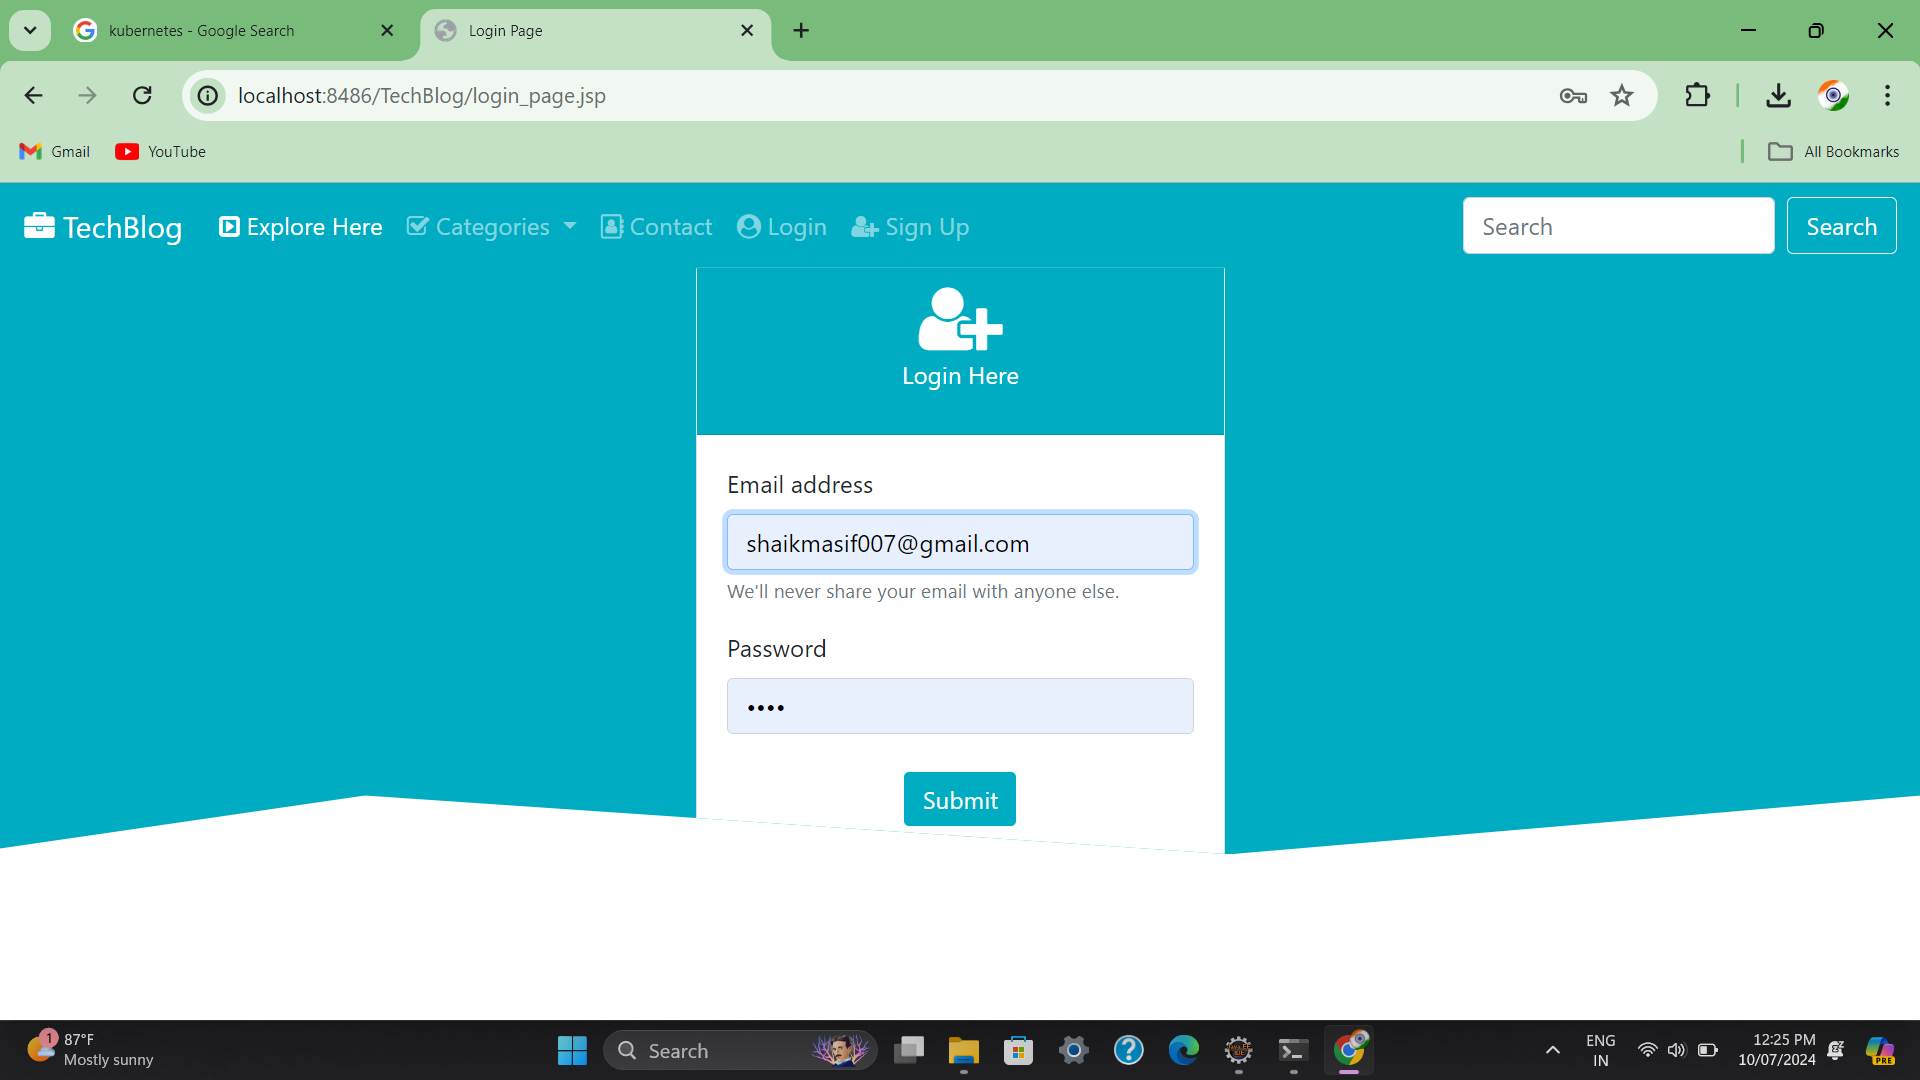 kubernetes - Google Search
Login Page
localhost:8486/TechBlog/login_page.jsp
Gmail
YouTube
All Bookmarks
TechBlog
Explore Here
Categories
Contact
Login
Sign Up
Search
Search
Login Here
Email address
shaikmasif007@gmail.com
We'll never share your email with anyone else.
Password
••••
Submit
1
87°F
Mostly sunny
Search
ENG
IN
12:25 PM
10/07/2024
PRE